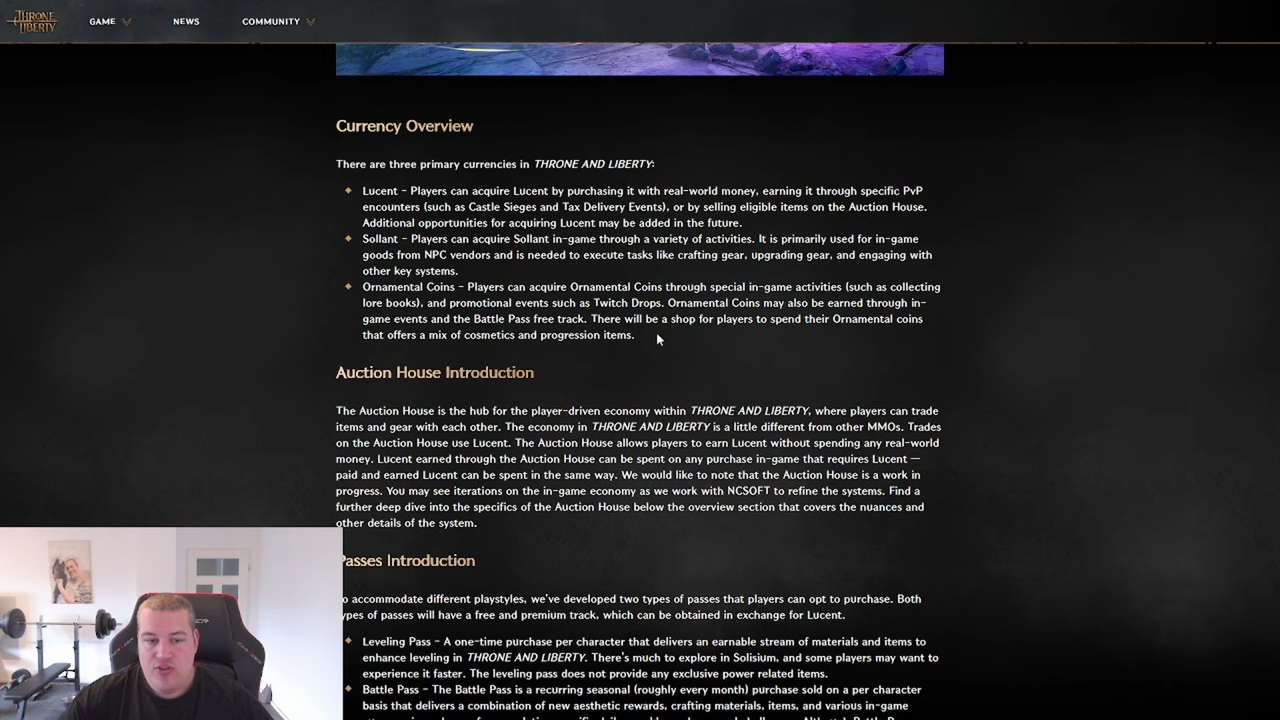 THRONE
LIBERTY
GAME
NEWS
COMMUNITY
Currency Overview
There are three primary currencies in THRONE AND LIBERTY:
Lucent - Players can acquire Lucent by purchasing it with real-world money, earning it through specific PvP
encounters (such as Castle Sieges and Tax Delivery Events), or by selling eligible items on the Auction House.
Additional opportunities for acquiring Lucent may be added in the future.
Sollant - Players can acquire Sollant in-game through a variety of activities. It is primarily used for in-game
goods from NPC vendors and is needed to execute tasks like crafting gear, upgrading gear, and engaging with
other key systems.
Ornamental Coins - Players can acquire Ornamental Coins through special in-game activities (such as collecting
lore books), and promotional events such as Twitch Drops. Ornamental Coins may also be earned through in-
game events and the Battle Pass free track. There will be a shop for players to spend their Ornamental coins
that offers a mix of cosmetics and progression items.
Auction House Introduction
The Auction House is the hub for the player-driven economy within THRONE AND LIBERTY, where players can trade
items and gear with each other. The economy in THRONE AND LIBERTY is a little different from other MMOs. Trades
on the Auction House use Lucent. The Auction House allows players to earn Lucent without spending any real-world
money. Lucent earned through the Auction House can be spent on any purchase in-game that requires Lucent —
paid and earned Lucent can be spent in the same way. We would like to note that the Auction House is a work in
progress. You may see iterations on the in-game economy as we work with NCSOFT to refine the systems. Find a
further deep dive into the specifics of the Auction House below the overview section that covers the nuances and
other details of the system.
Passes Introduction
o accommodate different playstyles, we've developed two types of passes that players can opt to purchase. Both
ypes of passes will have a free and premium track, which can be obtained in exchange for Lucent.
Leveling Pass - A one-time purchase per character that delivers an earnable stream of materials and items to
enhance leveling in THRONE AND LIBERTY. There's much to explore in Solisium, and some players may want to
experience it faster. The leveling pass does not provide any exclusive power related items.
Battle Pass - The Battle Pass is a recurring seasonal (roughly every month) purchase sold on a per character
basis that delivers a combination of new aesthetic rewards, crafting materials, items, and various in-game